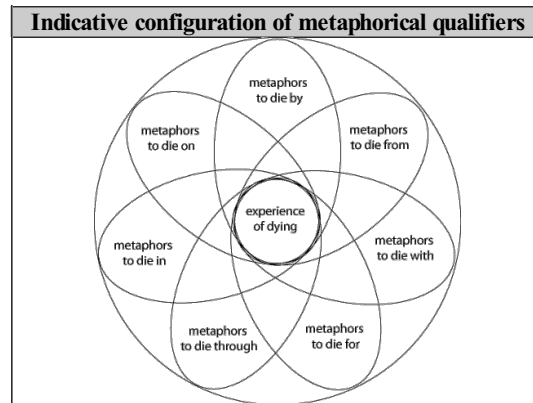 Indicative configuration of metaphorical qualifiers
metaphors
to die by
metaphors
to die on
metaphors
to die from
experience
of dying
metaphors
to die in
metaphors
to die with
metaphors
to die through
metaphors
to die for